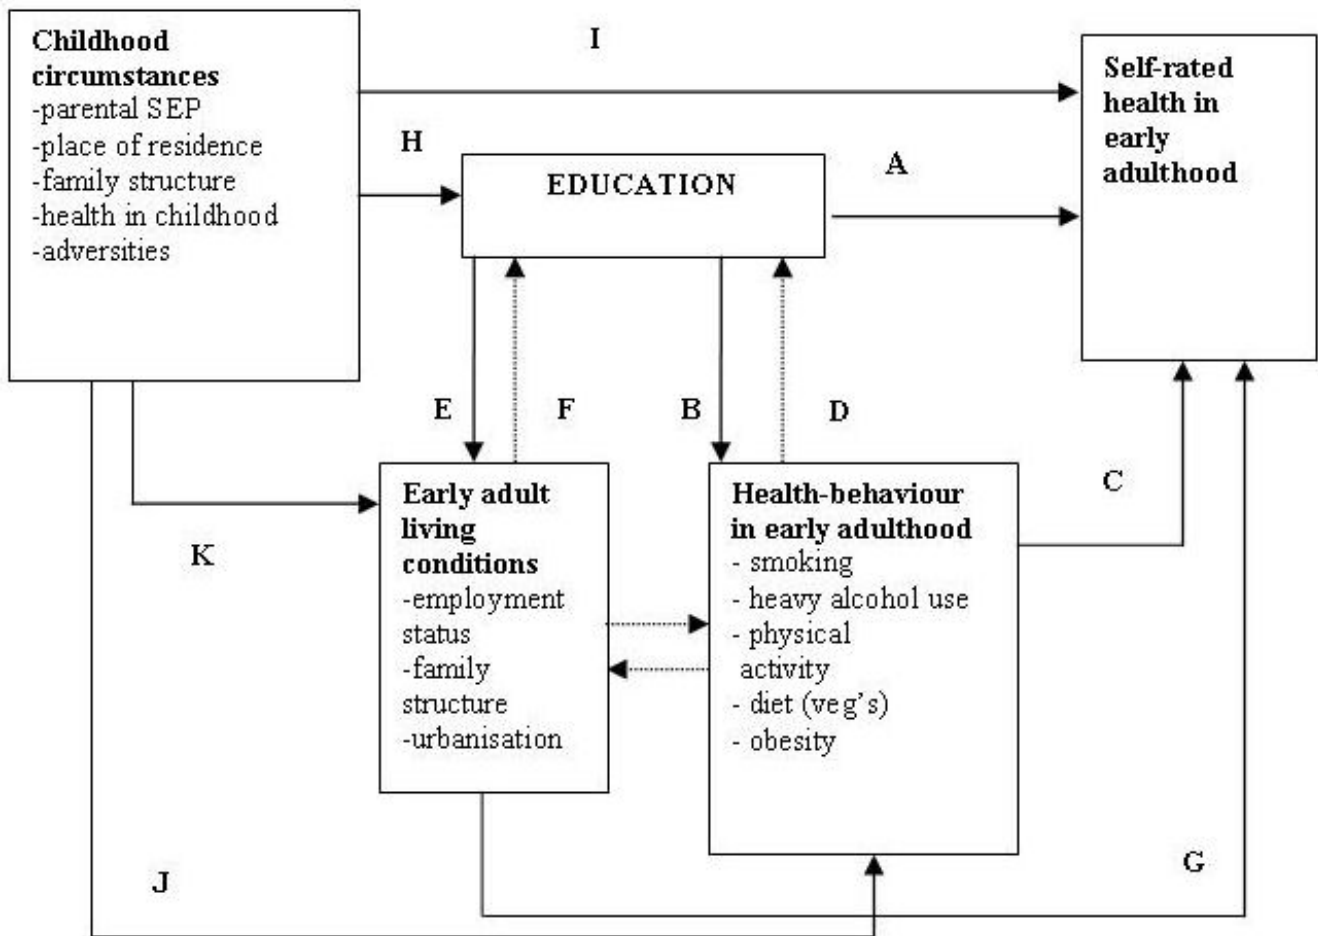 Childhood
circumstances
-parental SEP
-place of residence
-family structure
-health in childhood
-adversities
I
H
EDUCATION
A
Self-rated
health in
early
adulthood
E
F
B
D
K
Early adult
living
conditions
-employment
status
-family
structure
-urbanisation
Health-behaviour
in early adulthood
- smoking
- heavy alcohol use
- physical
activity
- diet (veg's)
- obesity
C
J
G